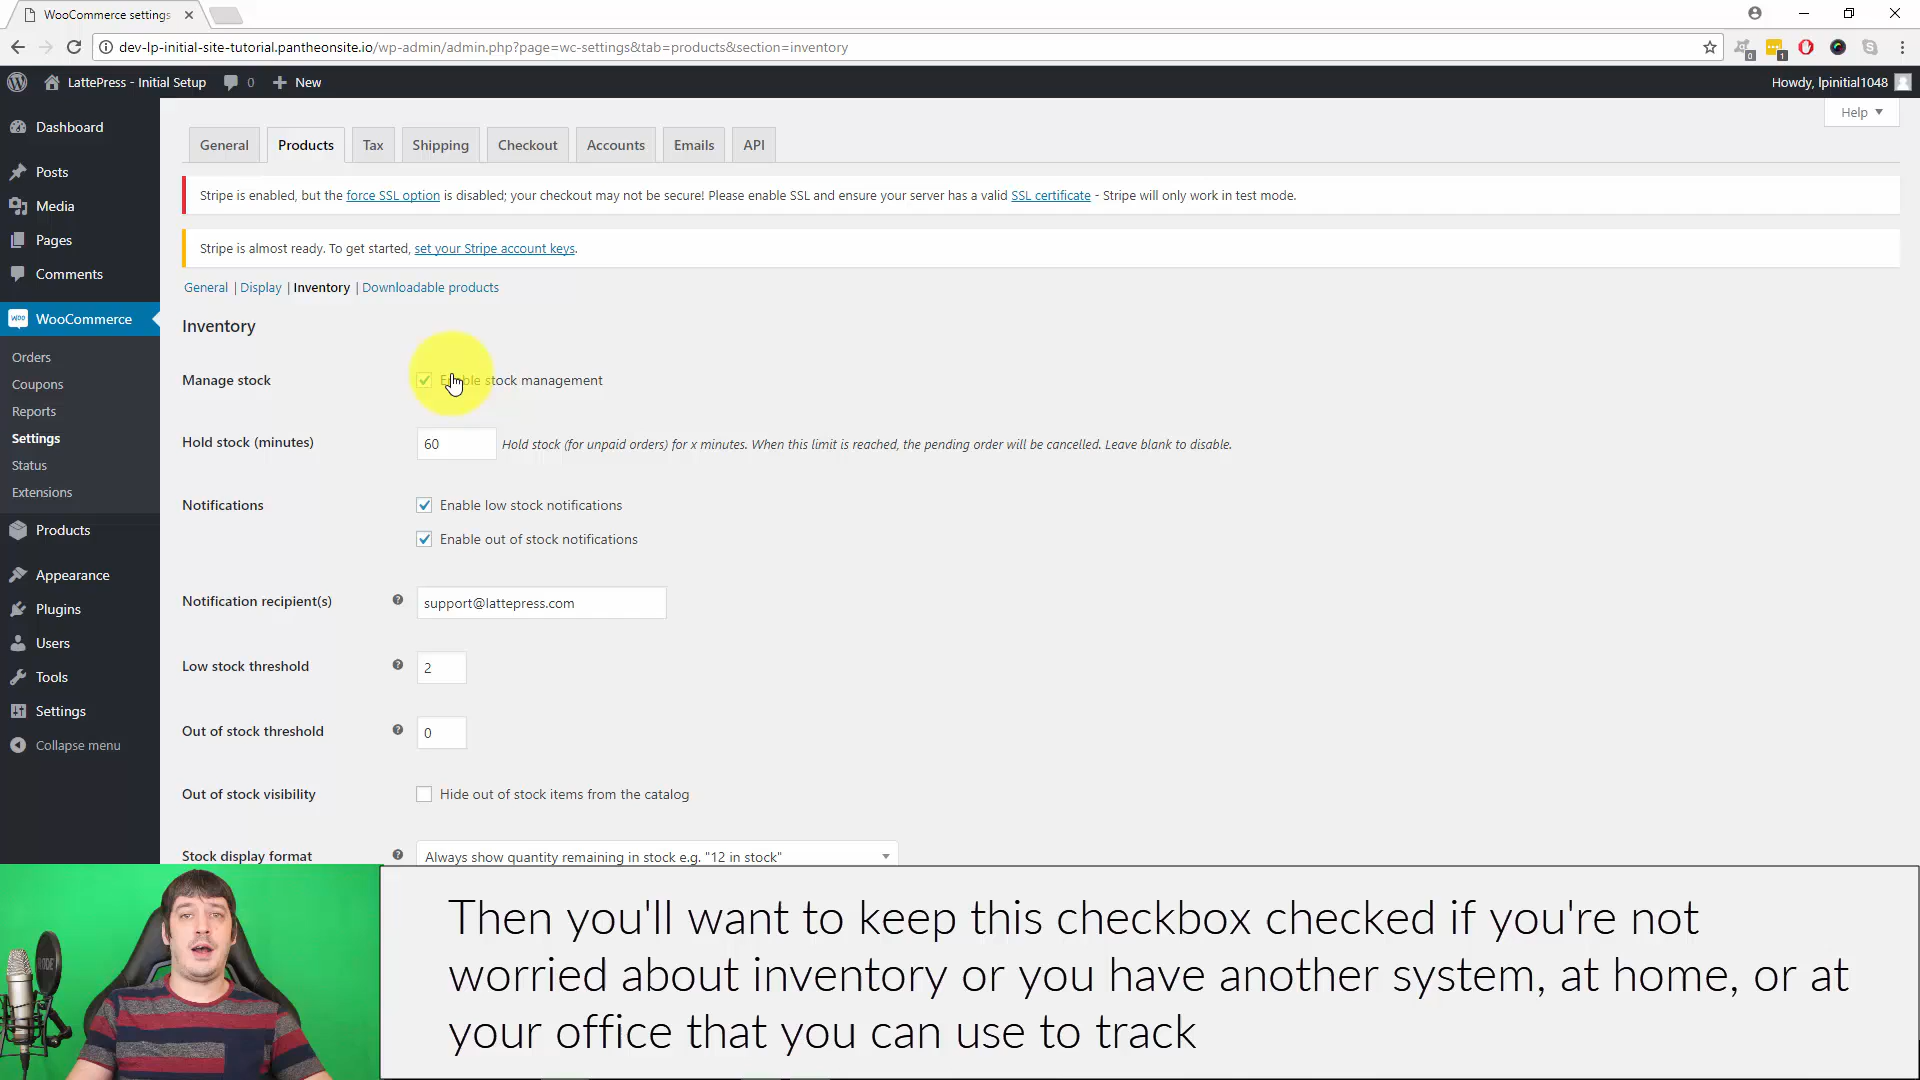 WooCommerce settings
dev-lp-initial-site-tutorial.pantheonsite.io/wp-admin/admin.php?page=wc-settings&tab=products&section=inventory
0
1
LattePress - Initial Setup
0
New
Howdy, lpinitial1048
Help
Dashboard
Posts
Media
Pages
Comments
WooCommerce
Orders
Coupons
Reports
Settings
Status
Extensions
Products
Appearance
Plugins
Users
Tools
Settings
Collapse menu
General Products Tax Shipping Checkout Accounts Emails API
Stripe is enabled, but the force SSL option is disabled; your checkout may not be secure! Please enable SSL and ensure your server has a valid SSL certificate - Stripe will only work in test mode.
Stripe is almost ready. To get started, set your Stripe account keys.
General | Display | Inventory | Downloadable products
Inventory
Manage stock Enable stock management
Hold stock (minutes) 60 Hold stock (for unpaid orders) for x minutes. When this limit is reached, the pending order will be cancelled. Leave blank to disable.
Notifications Enable low stock notifications
Enable out of stock notifications
Notification recipient(s) support@lattepress.com
Low stock threshold 2
Out of stock threshold 0
Out of stock visibility Hide out of stock items from the catalog
Stock display format Always show quantity remaining in stock e.g. "12 in stock"
Then you'll want to keep this checkbox checked if you're not
worried about inventory or you have another system, at home, or at
your office that you can use to track